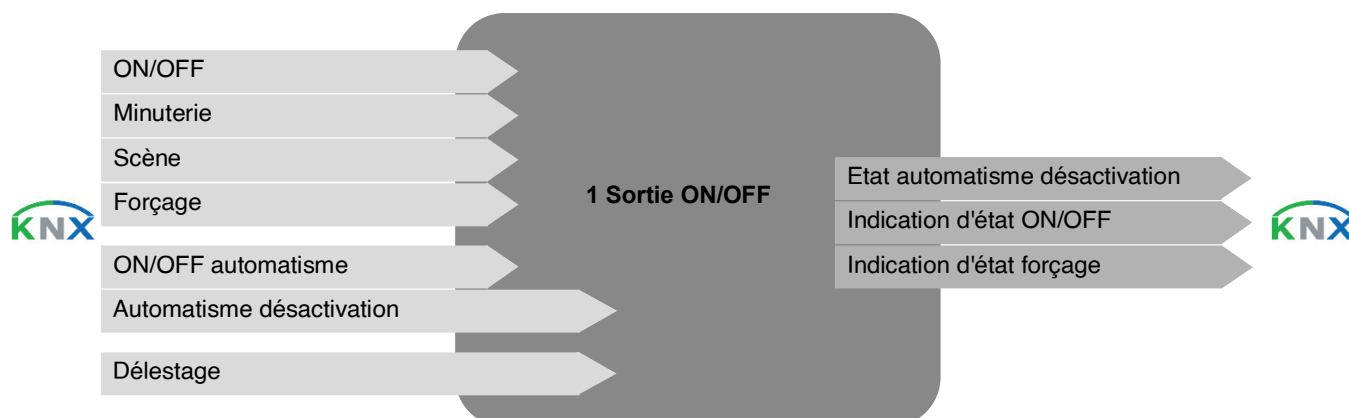 ON/OFF
Minuterie
Scène
Forçage
KNX
ON/OFF automatisme
Automatisme désactivation
Délestage
1 Sortie ON/OFF
Etat automatisme désactivation
Indication d'état ON/OFF
Indication d'état forçage
KNX